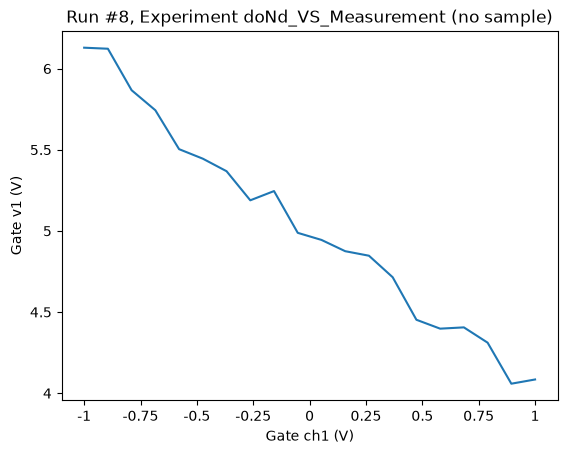 Run #8, Experiment doNd_VS_Measurement (no sample)
6
5.5
5
4.5
4
Gate v1 (V)
-1 -0.75 -0.5 -0.25 0 0.25 0.5 0.75 1
Gate ch1 (V)